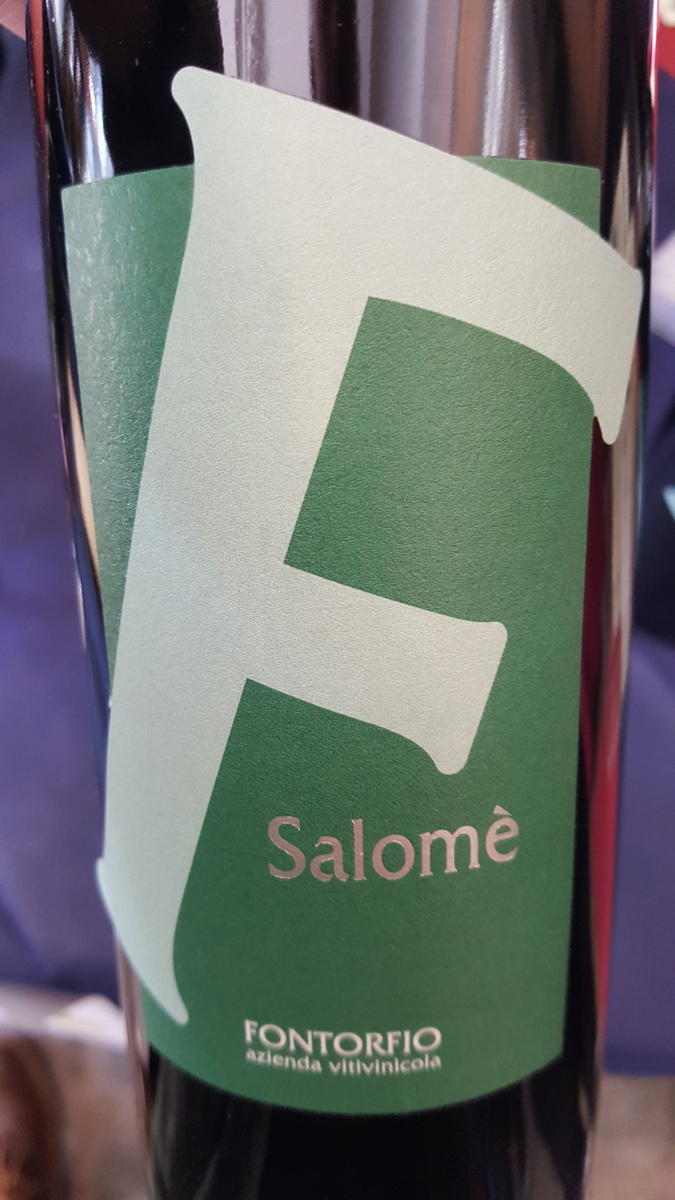 F
Salomè
FONTORFIO
azienda vitivinicola